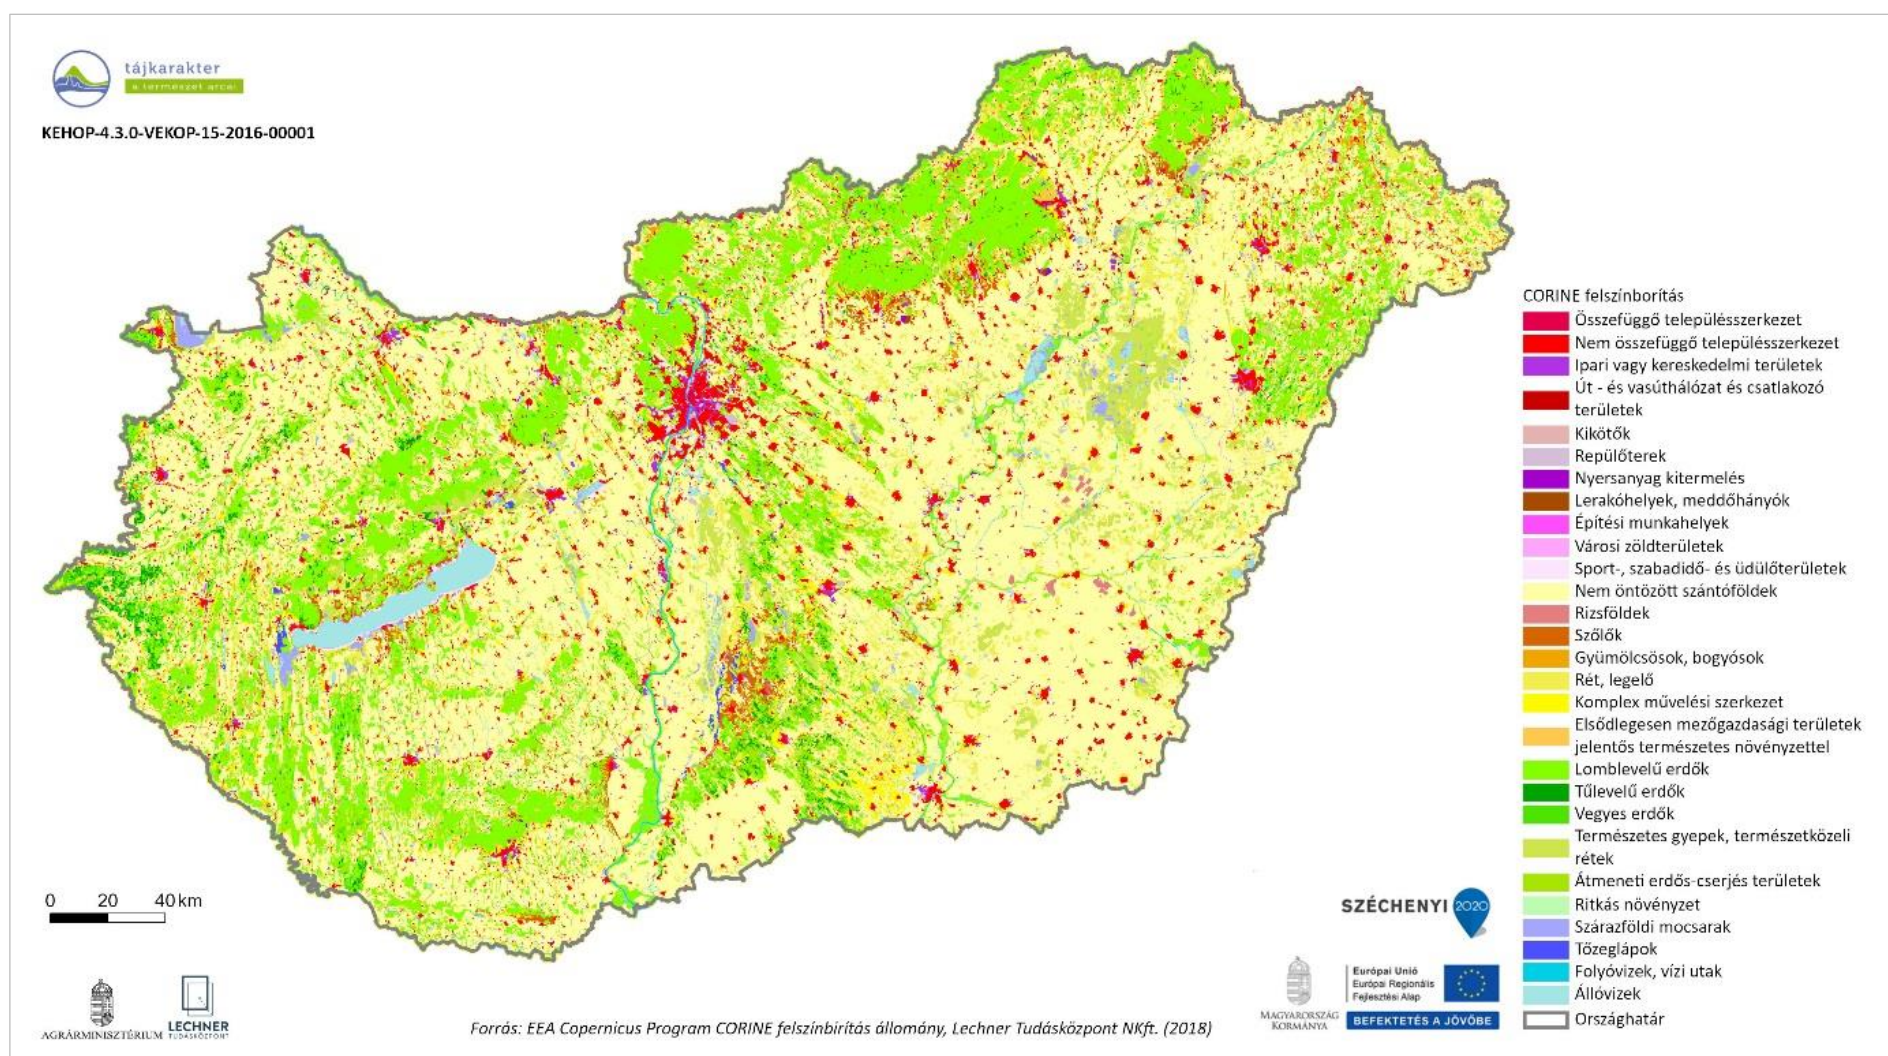 tájkarakter
a természet arcai
KEHOP-4.3.0-VEKOP-15-2016-00001
CORINE felszínborítás
Összefüggő településszerkezet
Nem összefüggő településszerkezet
Ipari vagy kereskedelmi területek
Út - és vasúthálózat és csatlakozó
területek
Kikötők
Repülőterek
Nyersanyag kitermelés
Lerakóhelyek, meddőhányók
Építési munkahelyek
Városi zöldterületek
Sport-, szabadidő- és üdülőterületek
Nem öntözött szántóföldek
Rizsföldek
Szőlők
Gyümölcsösök, bogyósok
Rét, legelő
Komplex művelési szerkezet
Elsődlegesen mezőgazdasági területek
jelentős természetes növényzettel
Lomblevelű erdők
Tűlevelű erdők
Vegyes erdők
Természetes gyepek, természetközeli
rétek
Átmeneti erdős-cserjés területek
Ritkás növényzet
Szárazföldi mocsarak
Tőzeglápok
Folyóvizek, vízi utak
Állóvizek
Országhatár
0 20 40 km
SZÉCHENYI 2020
AGRÁRMINISZTÉRIUM
LECHNER
TUDÁSKÖZPONT
Forrás: EEA Copernicus Program CORINE felszínbirítás állomány, Lechner Tudásközpont NKft. (2018)
MAGYARORSZÁG
KORMÁNYA
Európai Unió
Európai Regionális
Fejlesztési Alap
BEFEKTETÉS A JÖVŐBE